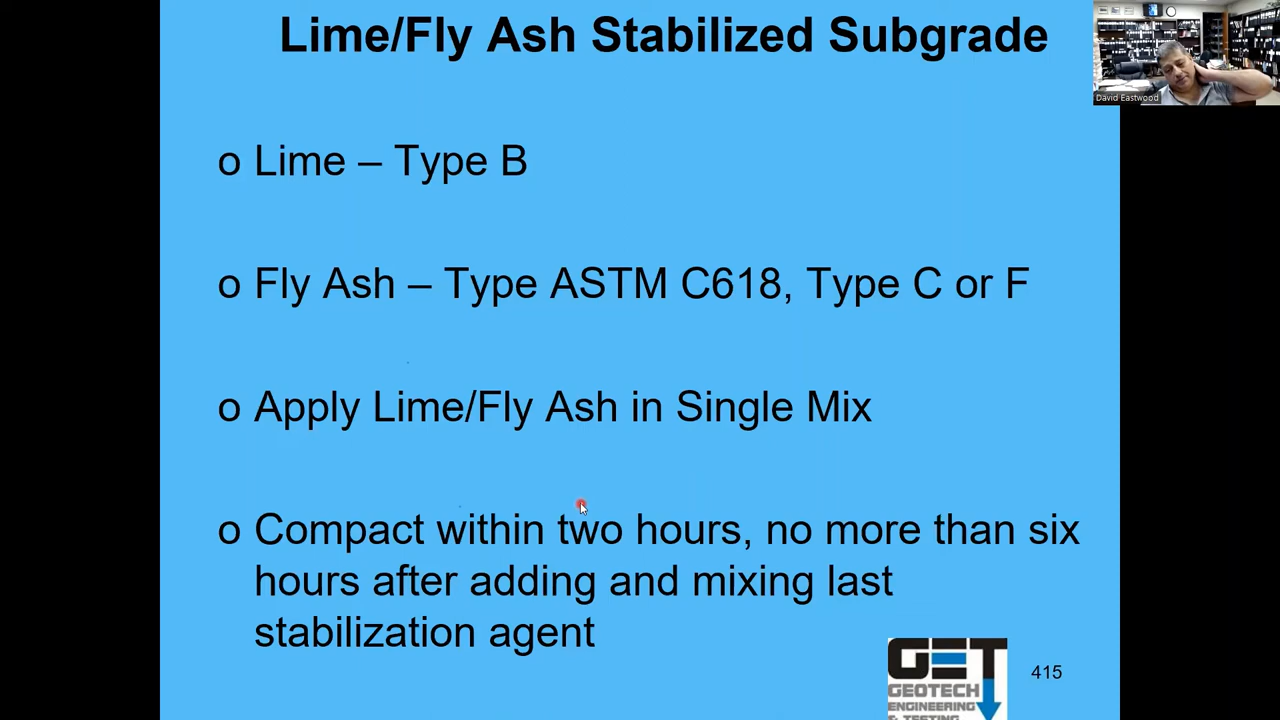 Lime/Fly Ash Stabilized Subgrade
David Eastwood
o Lime – Type B
o Fly Ash – Type ASTM C618, Type C or F
o Apply Lime/Fly Ash in Single Mix
o Compact within two hours, no more than six
hours after adding and mixing last
stabilization agent
GET
GEOTECH
ENGINEERING
& TESTING
415